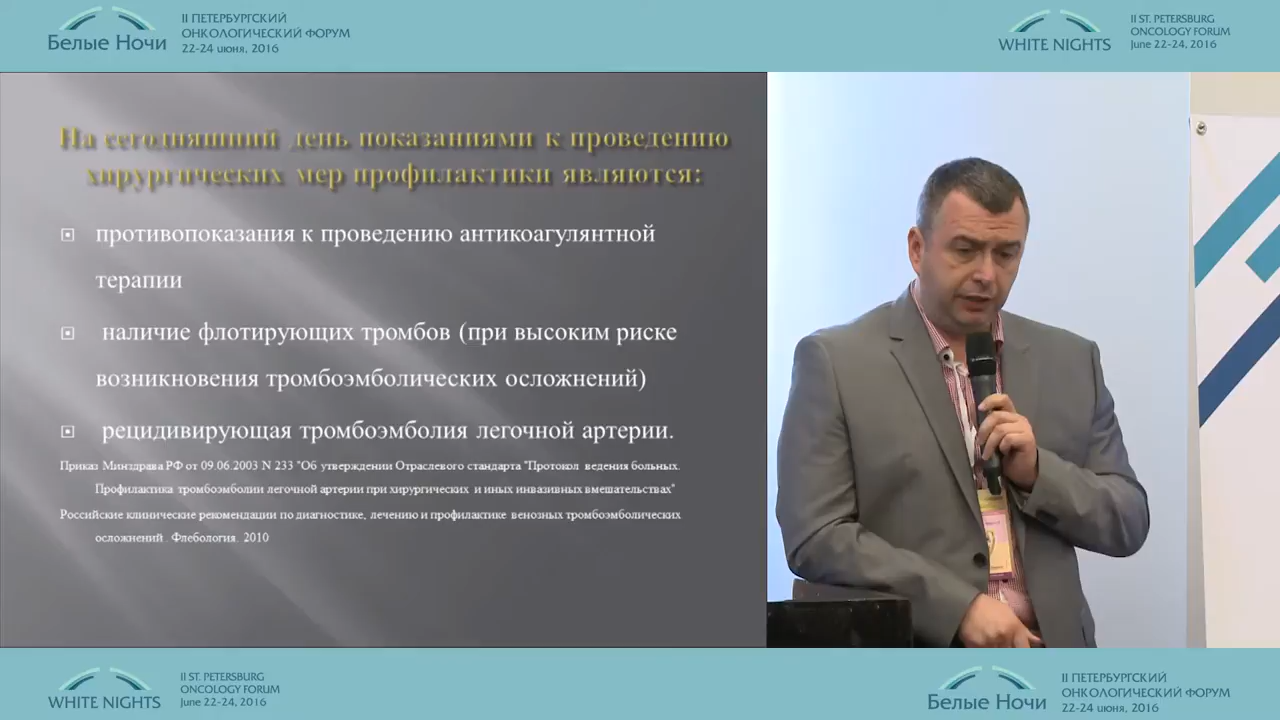 Белые Ночи
II ПЕТЕРБУРГСКИЙ
ОНКОЛОГИЧЕСКИЙ ФОРУМ
22-24 июня, 2016
WHITE NIGHTS
II ST. PETERSBURG
ONCOLOGY FORUM
June 22-24, 2016
На сегодняшний день показаниями к проведению
хирургических мер профилактики являются:
противопоказания к проведению антикоагулянтной
терапии
наличие флотирующих тромбов (при высоким риске
возникновения тромбоэмболических осложнений)
рецидивирующая тромбоэмболия легочной артерии.
Приказ Минздрава РФ от 09.06.2003 N 233 "Об утверждении Отраслевого стандарта "Протокол ведения больных.
Профилактика тромбоэмболии легочной артерии при хирургических и иных инвазивных вмешательствах"
Российские клинические рекомендации по диагностике, лечению и профилактике венозных тромбоэмболических
осложнений . Флебология. 2010
WHITE NIGHTS
II ST. PETERSBURG
ONCOLOGY FORUM
June 22-24, 2016
Белые Ночи
II ПЕТЕРБУРГСКИЙ
ОНКОЛОГИЧЕСКИЙ ФОРУМ
22-24 июня, 2016